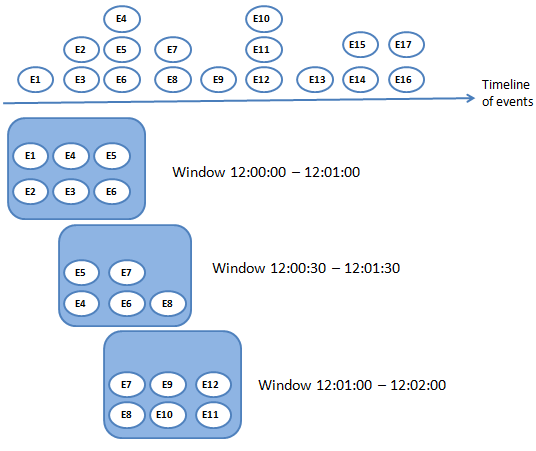 E4 E10
E2 E5 E7 E11 E15 E17
E1 E3 E6 E8 E9 E12 E13 E14 E16
Timeline
of events
E1 E4 E5
E2 E3 E6
Window 12:00:00 – 12:01:00
E5 E7
E4 E6 E8
Window 12:00:30 – 12:01:30
E7 E9 E12
E8 E10 E11
Window 12:01:00 – 12:02:00